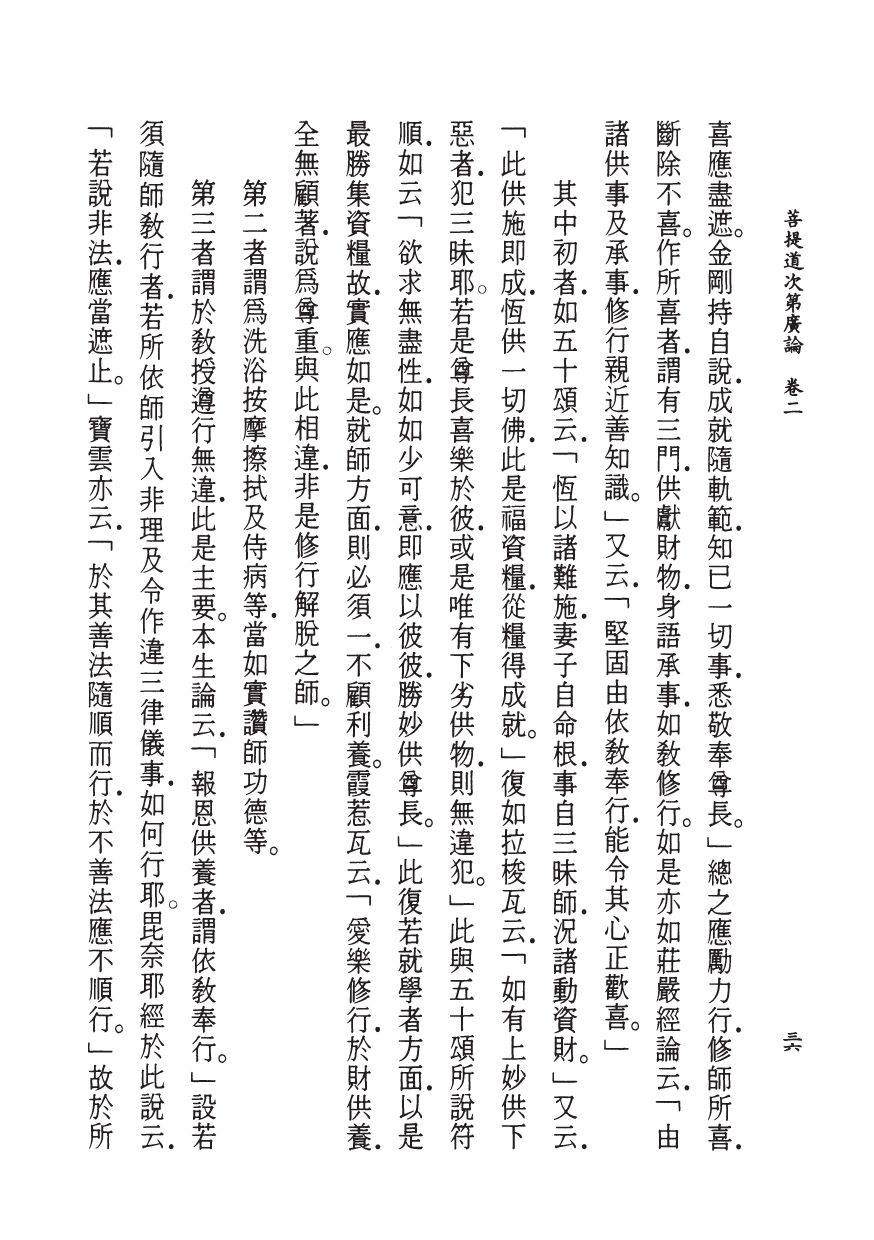 菩提道次第廣論　卷二
三六
喜應盡遮。金剛持自說．成就隨軌範．知已一切事．悉敬奉尊長。」總之應勵力行．修師所喜．
斷除不喜。作所喜者．謂有三門．供獻財物．身語承事．如教修行。如是亦如莊嚴經論云．「由
諸供事及承事．修行親近善知識。」又云．「堅固由依教奉行．能令其心正歡喜。」
其中初者．如五十頌云．「恆以諸難施．妻子自命根．事自三昧師．況諸動資財。」又云．
「此供施即成．恆供一切佛．此是福資糧．從糧得成就。」復如拉梭瓦云．「如有上妙供下
惡者．犯三昧耶。若是尊長喜樂於彼．或是唯有下劣供物．則無違犯。」此與五十頌所說符
順．如云「欲求無盡性．如如少可意．即應以彼彼．勝妙供尊長。」此復若就學者方面．以是
最勝集資糧故．實應如是。就師方面．則必須一．不顧利養。霞惹瓦云．「愛樂修行．於財供養．
全無顧著．說爲尊重。與此相違．非是修行解脫之師。」
第二者謂爲洗浴按摩擦拭及侍病等．當如實讚師功德等。
第三者謂於教授遵行無違．此是主要。本生論云．「報恩供養者．謂依教奉行。」設若
須隨師教行者．若所依師引入非理及令作違三律儀事．如何行耶。毘奈耶經於此說云．
「若說非法．應當遮止。」寶雲亦云．「於其善法隨順而行．於不善法應不順行。」故於所